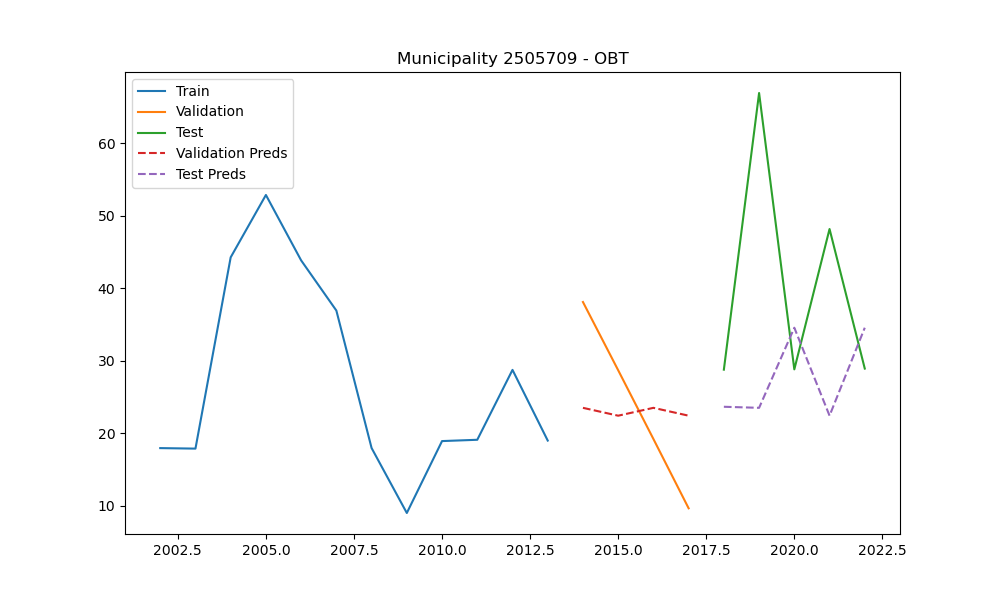 Municipality 2505709 - OBT
Train
Validation
Test
Validation Preds
Test Preds
60
50
40
30
20
10
2002.5 2005.0 2007.5 2010.0 2012.5 2015.0 2017.5 2020.0 2022.5